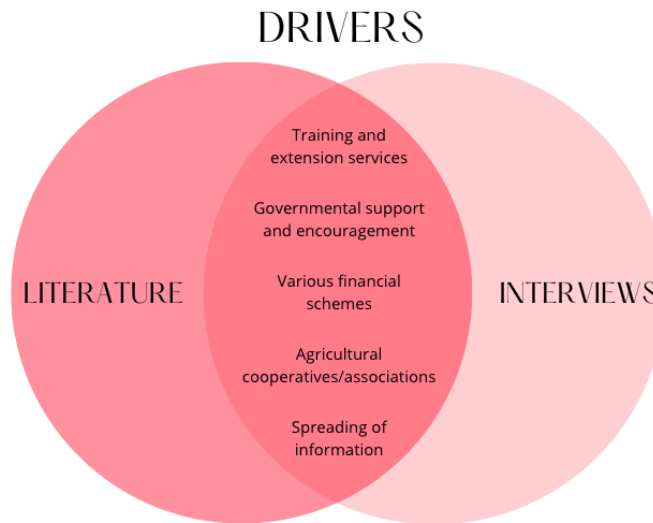 DRIVERS
Training and
extension services
Governmental support
and encouragement
LITERATURE
Various financial
schemes
INTERVIEWS
Agricultural
cooperatives/associations
Spreading of
information